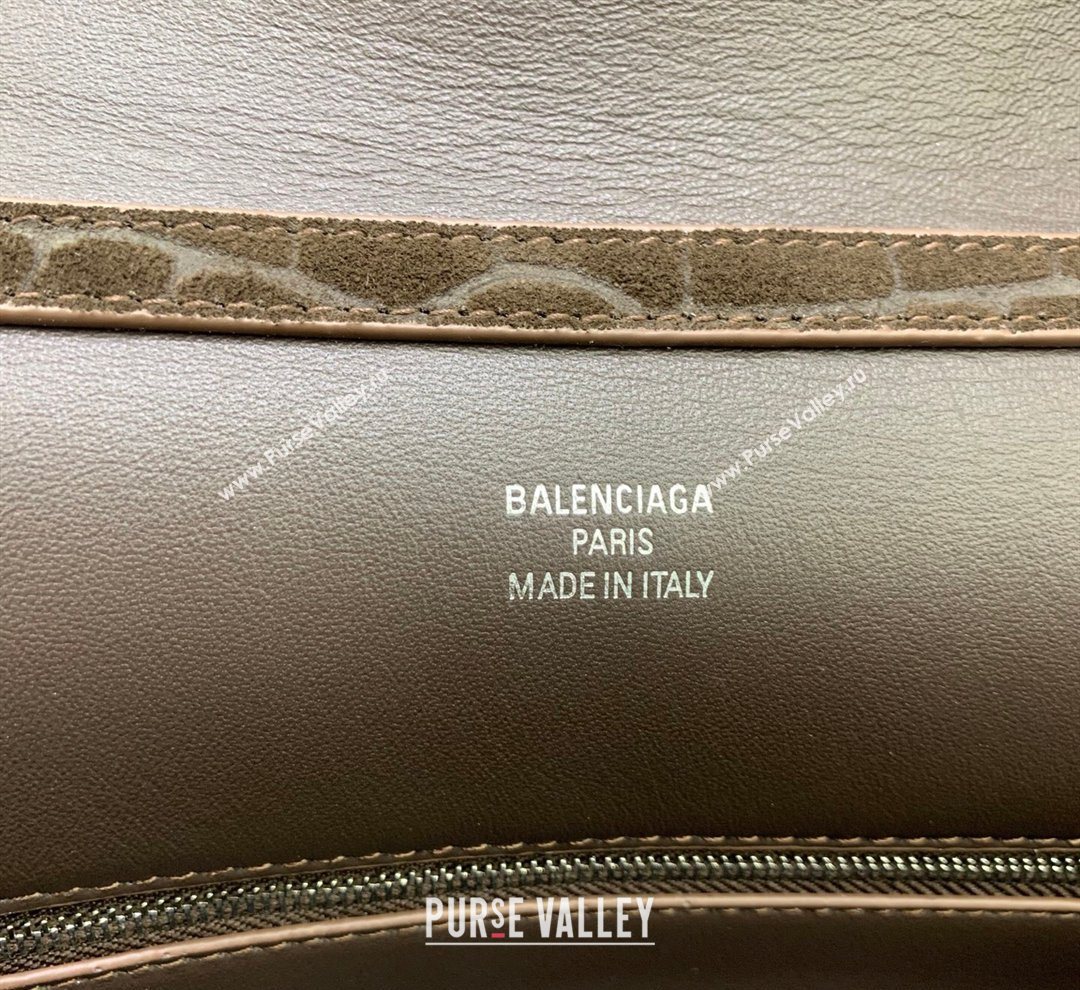 www.PurseValley.ru
www.PurseValley.ru
BALENCIAGA
PARIS
MADE IN ITALY
PURSE VALLEY